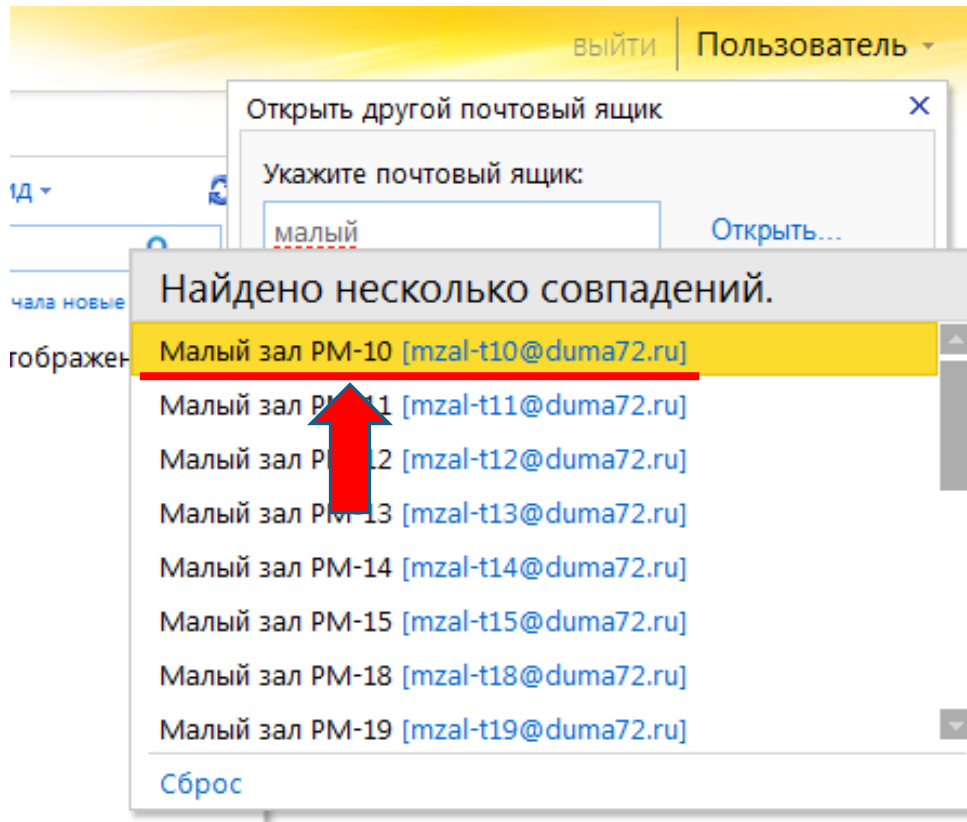 выйти Пользователь
Открыть другой почтовый ящик
Укажите почтовый ящик:
малый Открыть...
Найдено несколько совпадений.
чала новые
Малый зал РМ-10 [mzal-t10@duma72.ru]
Малый зал РМ-11 [mzal-t11@duma72.ru]
Малый зал РМ-12 [mzal-t12@duma72.ru]
Малый зал РМ-13 [mzal-t13@duma72.ru]
Малый зал РМ-14 [mzal-t14@duma72.ru]
Малый зал РМ-15 [mzal-t15@duma72.ru]
Малый зал РМ-18 [mzal-t18@duma72.ru]
Малый зал РМ-19 [mzal-t19@duma72.ru]
Сброс